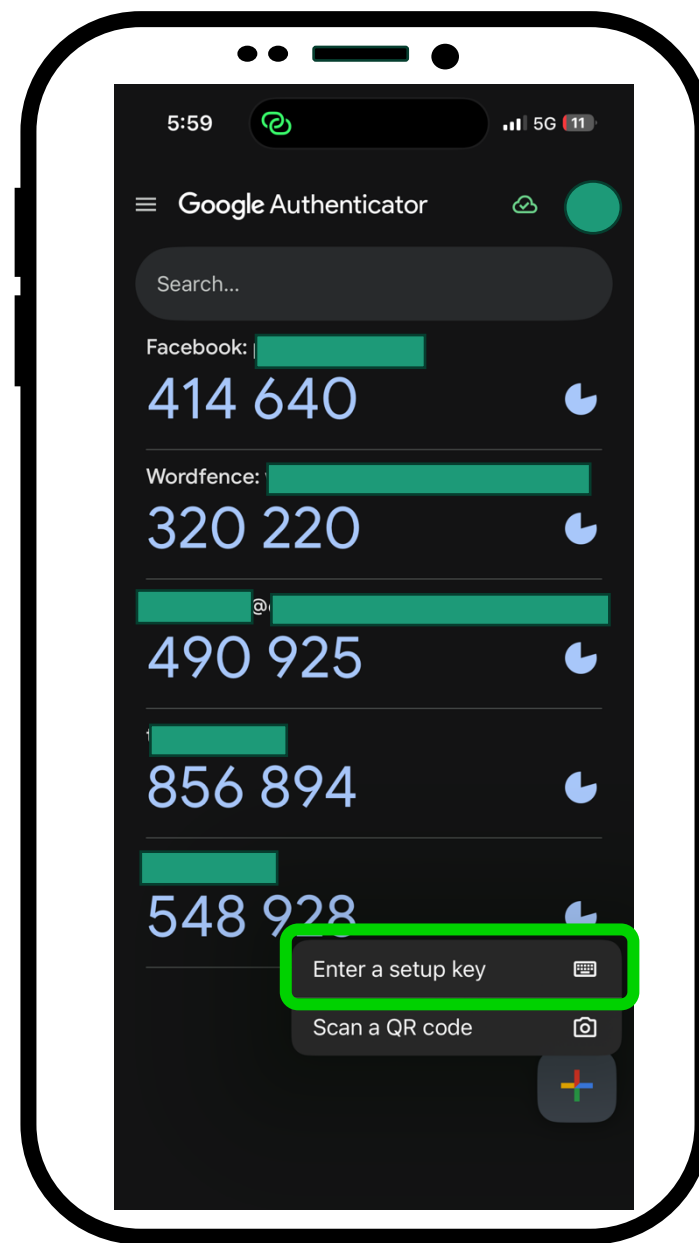 5:59 5G 11
Google Authenticator
Search...
Facebook:
414 640
Wordfence:
320 220
@
490 925
856 894
548 928
Enter a setup key
Scan a QR code